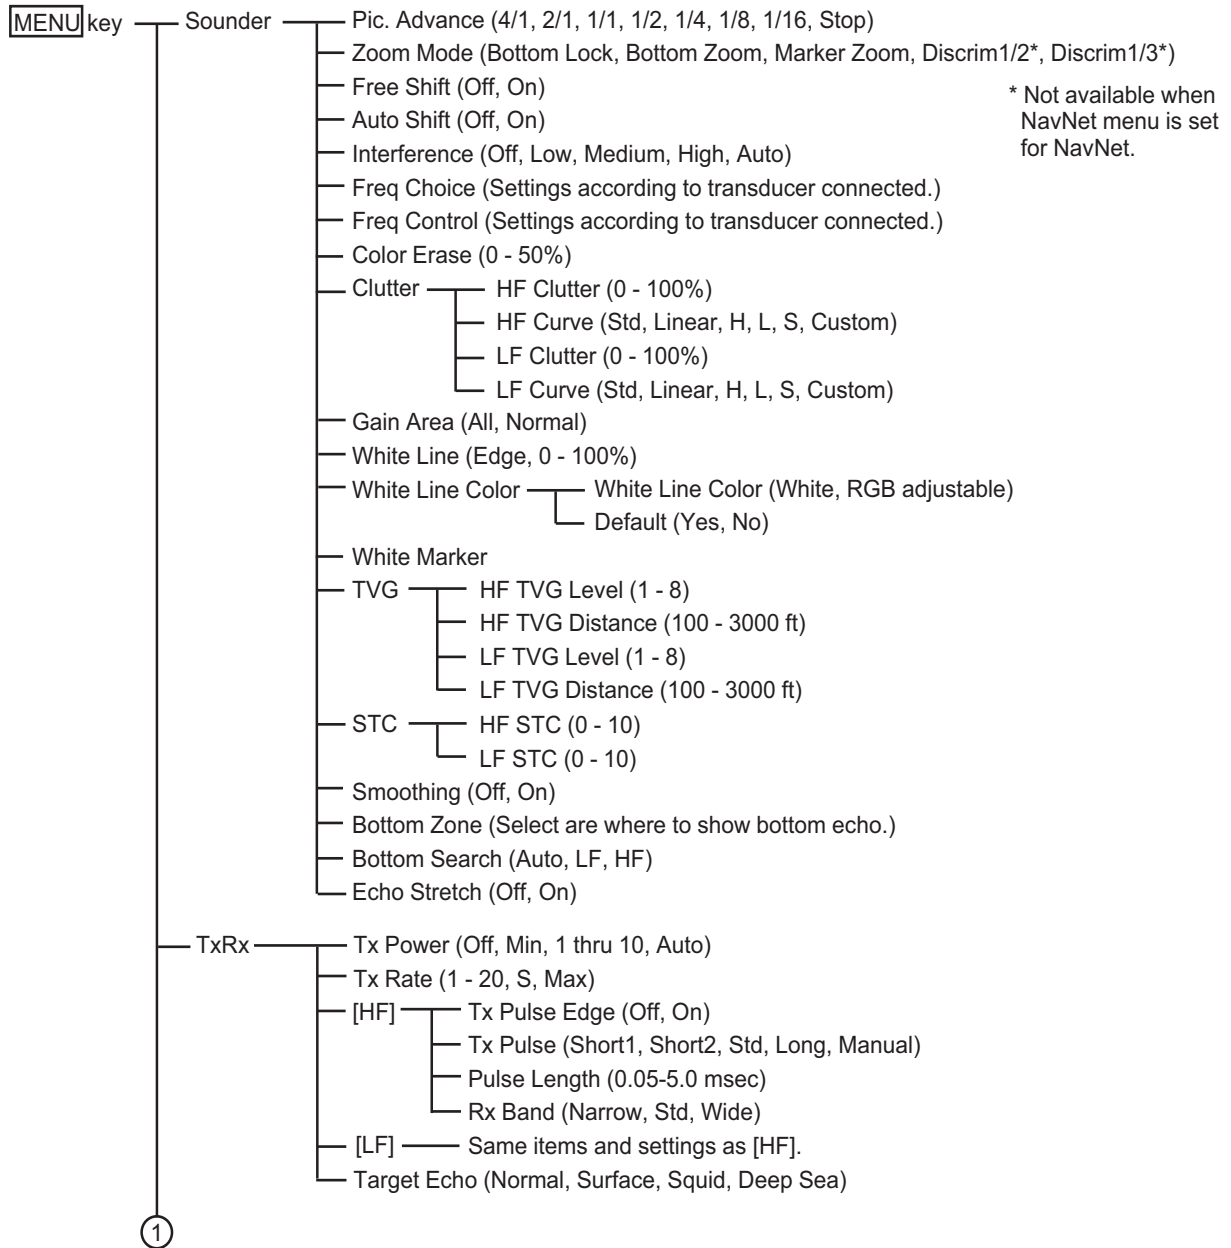 MENU key
Sounder
Pic. Advance (4/1, 2/1, 1/1, 1/2, 1/4, 1/8, 1/16, Stop)
Zoom Mode (Bottom Lock, Bottom Zoom, Marker Zoom, Discrim1/2*, Discrim1/3*)
* Not available when
NavNet menu is set
for NavNet.
Free Shift (Off, On)
Auto Shift (Off, On)
Interference (Off, Low, Medium, High, Auto)
Freq Choice (Settings according to transducer connected.)
Freq Control (Settings according to transducer connected.)
Color Erase (0 - 50%)
Clutter
HF Clutter (0 - 100%)
HF Curve (Std, Linear, H, L, S, Custom)
LF Clutter (0 - 100%)
LF Curve (Std, Linear, H, L, S, Custom)
Gain Area (All, Normal)
White Line (Edge, 0 - 100%)
White Line Color
White Line Color (White, RGB adjustable)
Default (Yes, No)
White Marker
TVG
HF TVG Level (1 - 8)
HF TVG Distance (100 - 3000 ft)
LF TVG Level (1 - 8)
LF TVG Distance (100 - 3000 ft)
STC
HF STC (0 - 10)
LF STC (0 - 10)
Smoothing (Off, On)
Bottom Zone (Select are where to show bottom echo.)
Bottom Search (Auto, LF, HF)
Echo Stretch (Off, On)
TxRx
Tx Power (Off, Min, 1 thru 10, Auto)
Tx Rate (1 - 20, S, Max)
[HF]
Tx Pulse Edge (Off, On)
Tx Pulse (Short1, Short2, Std, Long, Manual)
Pulse Length (0.05-5.0 msec)
Rx Band (Narrow, Std, Wide)
[LF]
Same items and settings as [HF].
Target Echo (Normal, Surface, Squid, Deep Sea)
1